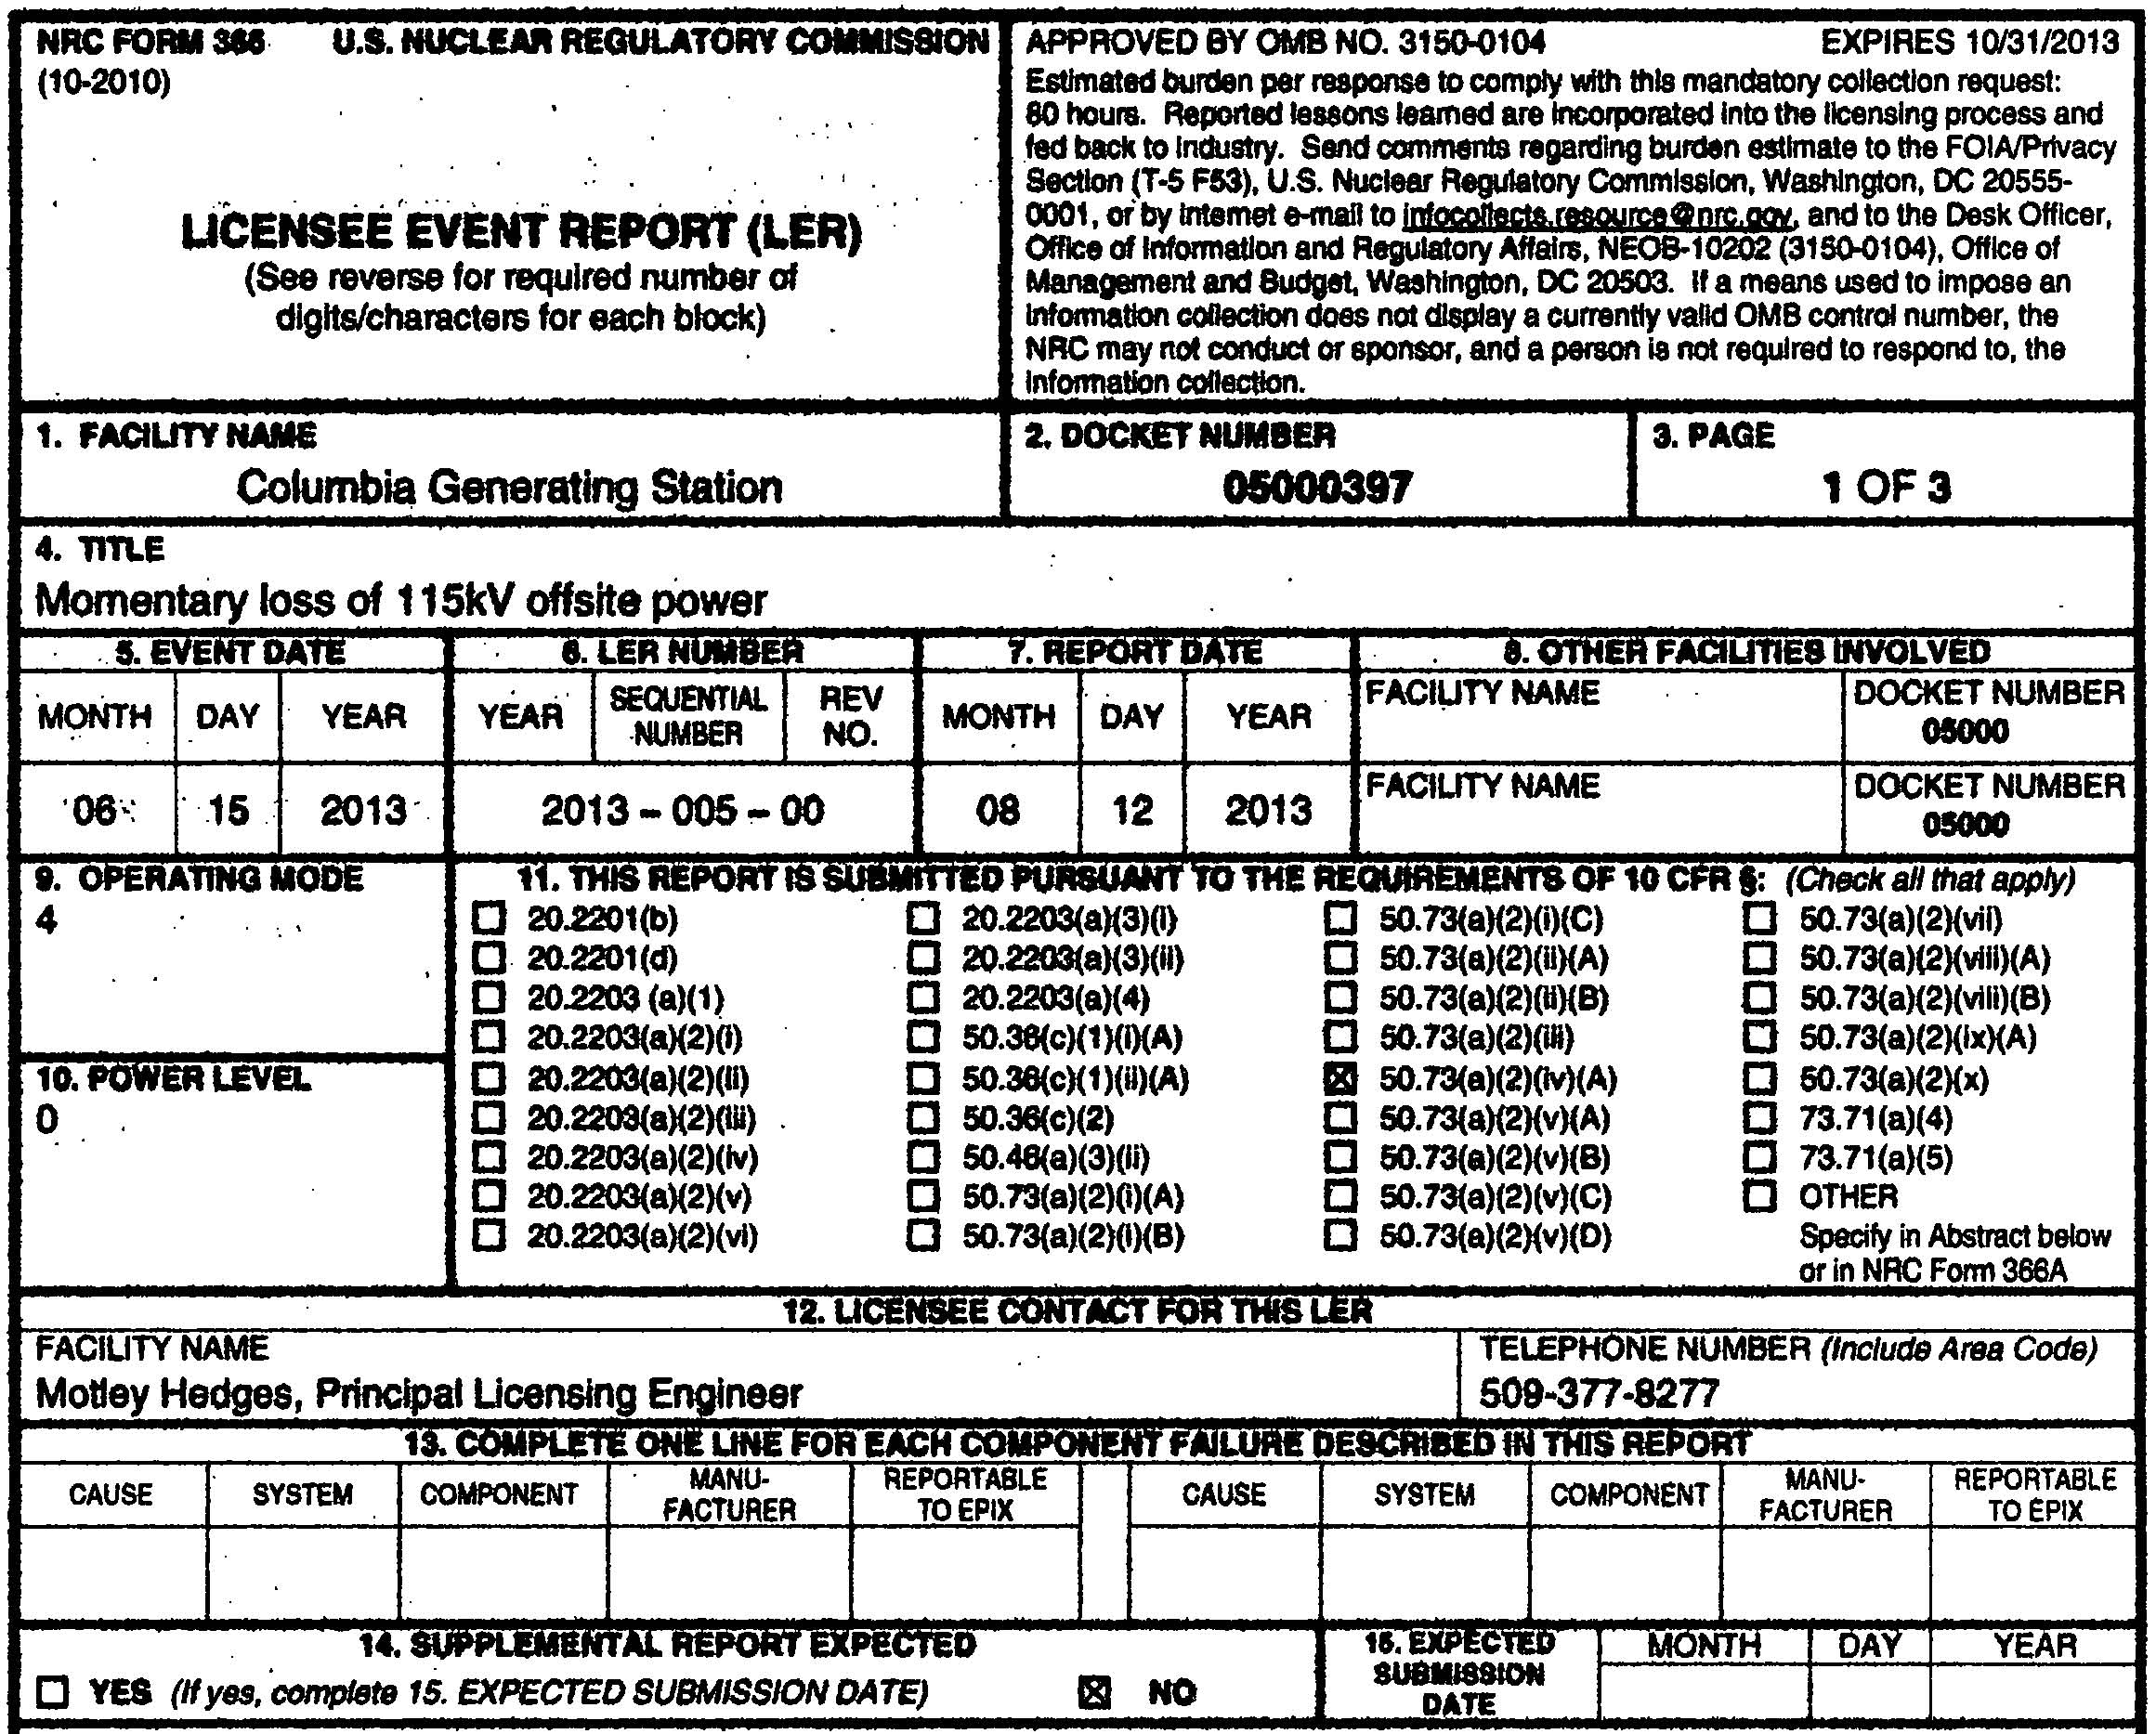 NRC FORM 366 U.S. NUCLEAR REGULATORY COMMISSION
(10-2010)
LICENSEE EVENT REPORT (LER)
(See reverse for required number of
digits/characters for each block)
APPROVED BY OMB NO. 3150-0104 EXPIRES 10/31/2013
Estimated burden per response to comply with this mandatory collection request:
80 hours. Reported lessons learned are incorporated into the licensing process and
fed back to industry. Send comments regarding burden estimate to the FOIA/Privacy
Section (T-5 F53), U.S. Nuclear Regulatory Commission, Washington, DC 20555-
0001, or by internet e-mail to infocollects.resource@nrc.gov, and to the Desk Officer,
Office of Information and Regulatory Affairs, NEOB-10202 (3150-0104), Office of
Management and Budget, Washington, DC 20503. If a means used to impose an
information collection does not display a currently valid OMB control number, the
NRC may not conduct or sponsor, and a person is not required to respond to, the
information collection.
1. FACILITY NAME
Columbia Generating Station
2. DOCKET NUMBER
05000397
3. PAGE
1 OF 3
4. TITLE
Momentary loss of 115kV offsite power
5. EVENT DATE 6. LER NUMBER 7. REPORT DATE 8. OTHER FACILITIES INVOLVED
MONTH DAY YEAR YEAR SEQUENTIAL NUMBER REV NO. MONTH DAY YEAR FACILITY NAME DOCKET NUMBER
05000
06 15 2013 2013 - 005 - 00 08 12 2013 FACILITY NAME DOCKET NUMBER
05000
9. OPERATING MODE
4
10. POWER LEVEL
0
11. THIS REPORT IS SUBMITTED PURSUANT TO THE REQUIREMENTS OF 10 CFR §: (Check all that apply)
☐ 20.2201(b) ☐ 20.2203(a)(3)(i) ☐ 50.73(a)(2)(i)(C) ☐ 50.73(a)(2)(vii)
☐ 20.2201(d) ☐ 20.2203(a)(3)(ii) ☐ 50.73(a)(2)(ii)(A) ☐ 50.73(a)(2)(viii)(A)
☐ 20.2203 (a)(1) ☐ 20.2203(a)(4) ☐ 50.73(a)(2)(ii)(B) ☐ 50.73(a)(2)(viii)(B)
☐ 20.2203(a)(2)(i) ☐ 50.36(c)(1)(i)(A) ☐ 50.73(a)(2)(iii) ☐ 50.73(a)(2)(ix)(A)
☐ 20.2203(a)(2)(ii) ☐ 50.36(c)(1)(ii)(A) ☒ 50.73(a)(2)(iv)(A) ☐ 50.73(a)(2)(x)
☐ 20.2203(a)(2)(iii) ☐ 50.36(c)(2) ☐ 50.73(a)(2)(v)(A) ☐ 73.71(a)(4)
☐ 20.2203(a)(2)(iv) ☐ 50.46(a)(3)(ii) ☐ 50.73(a)(2)(v)(B) ☐ 73.71(a)(5)
☐ 20.2203(a)(2)(v) ☐ 50.73(a)(2)(i)(A) ☐ 50.73(a)(2)(v)(C) ☐ OTHER
☐ 20.2203(a)(2)(vi) ☐ 50.73(a)(2)(i)(B) ☐ 50.73(a)(2)(v)(D) Specify in Abstract below
or in NRC Form 366A
12. LICENSEE CONTACT FOR THIS LER
FACILITY NAME
Motley Hedges, Principal Licensing Engineer
TELEPHONE NUMBER (Include Area Code)
509-377-8277
13. COMPLETE ONE LINE FOR EACH COMPONENT FAILURE DESCRIBED IN THIS REPORT
CAUSE SYSTEM COMPONENT MANU-FACTURER REPORTABLE TO EPIX CAUSE SYSTEM COMPONENT MANU-FACTURER REPORTABLE TO EPIX
14. SUPPLEMENTAL REPORT EXPECTED
☐ YES (If yes, complete 15. EXPECTED SUBMISSION DATE) ☒ NO
15. EXPECTED
SUBMISSION
DATE
MONTH DAY YEAR